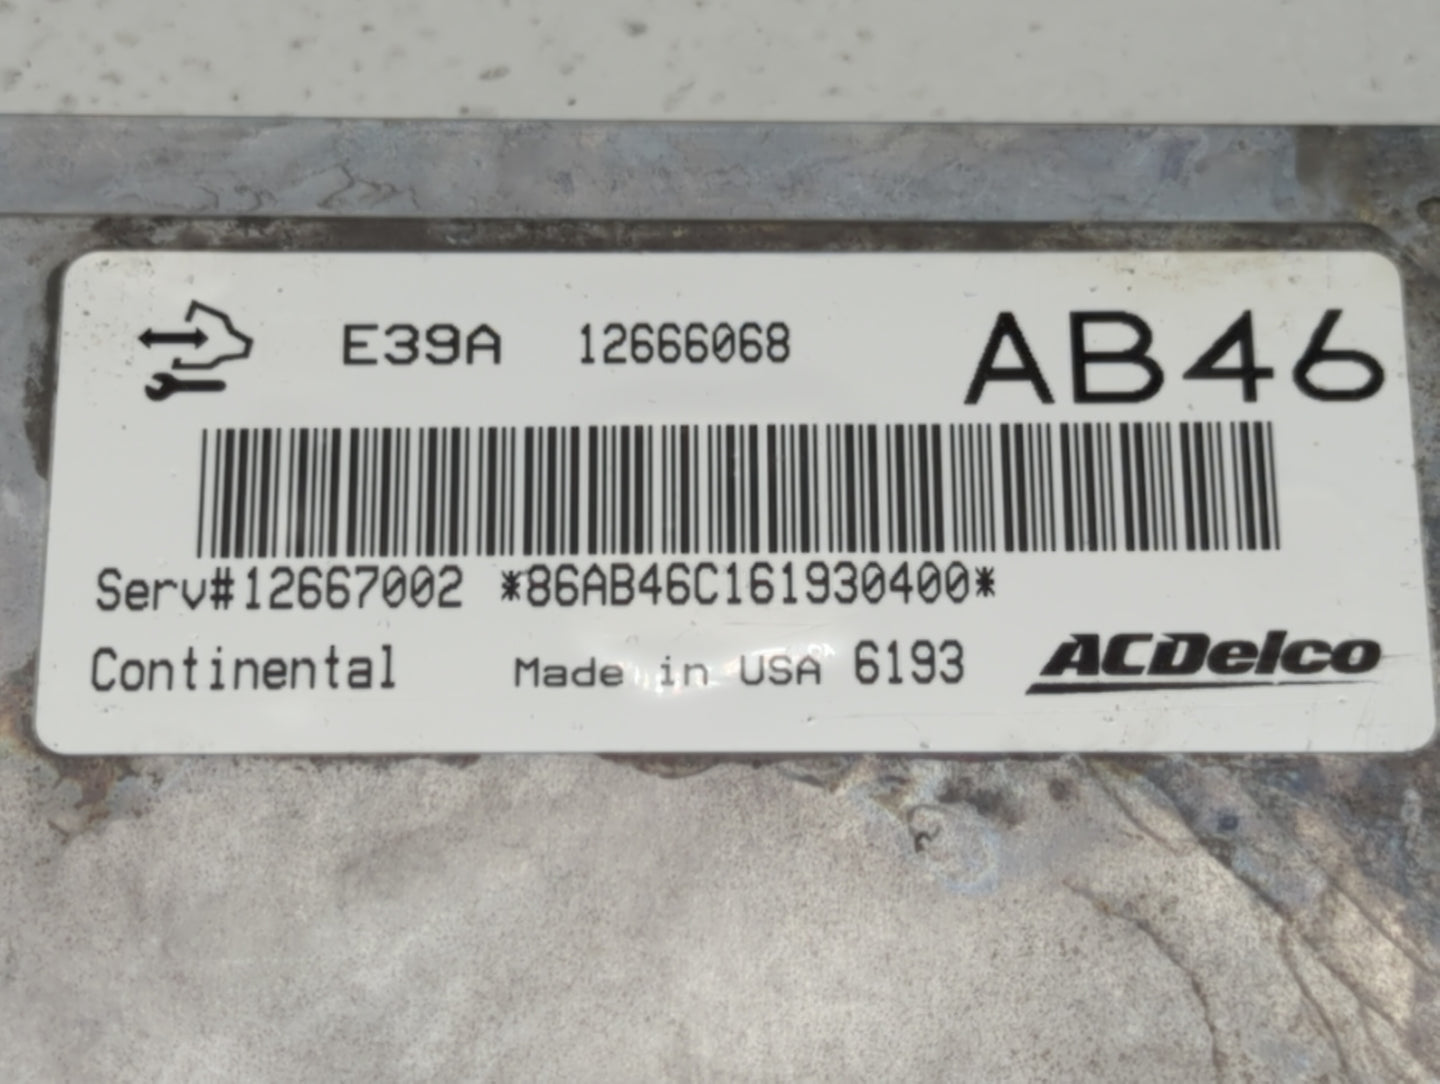 E39A 12666068 AB46
Serv#12667002 *86AB46C161930400*
Continental Made in USA 6193 ACDelco